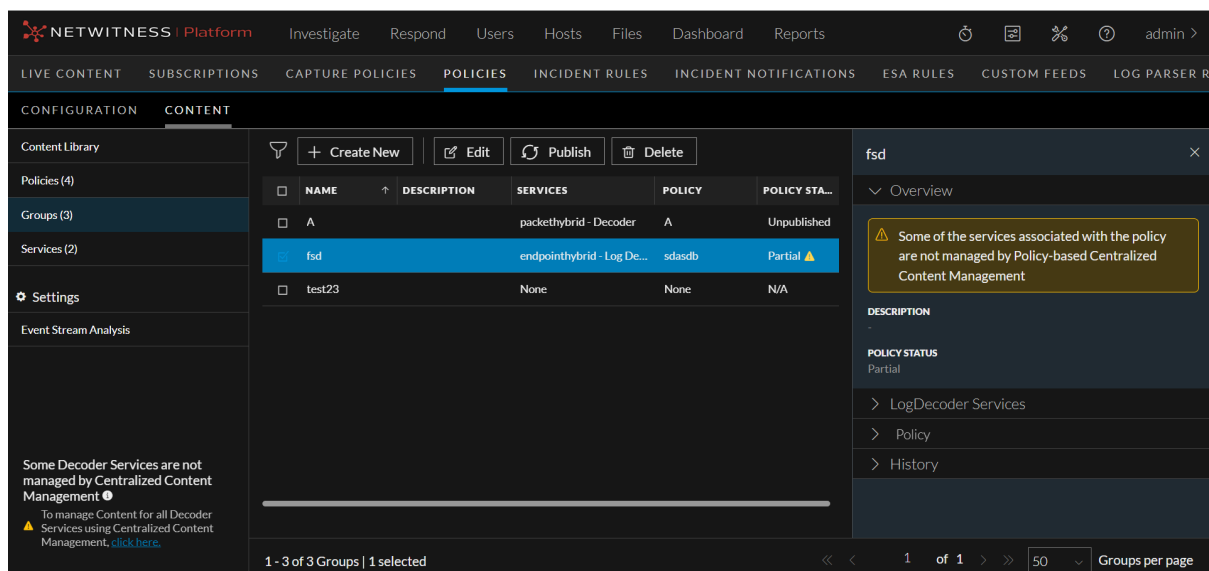 NETWITNESS | Platform Investigate Respond Users Hosts Files Dashboard Reports admin >
LIVE CONTENT SUBSCRIPTIONS CAPTURE POLICIES POLICIES INCIDENT RULES INCIDENT NOTIFICATIONS ESA RULES CUSTOM FEEDS LOG PARSER R
CONFIGURATION CONTENT
Content Library
Policies (4)
Groups (3)
Services (2)
Settings
Event Stream Analysis
Some Decoder Services are not
managed by Centralized Content
Management
To manage Content for all Decoder
Services using Centralized Content
Management, click here.
+ Create New Edit Publish Delete
NAME ↑ DESCRIPTION SERVICES POLICY POLICY STA...
A packethybrid - Decoder A Unpublished
fsd endpointhybrid - Log De... sdasdb Partial
test23 None None N/A
1 - 3 of 3 Groups | 1 selected
1 of 1 50 Groups per page
fsd
Overview
Some of the services associated with the policy
are not managed by Policy-based Centralized
Content Management
DESCRIPTION
-
POLICY STATUS
Partial
LogDecoder Services
Policy
History